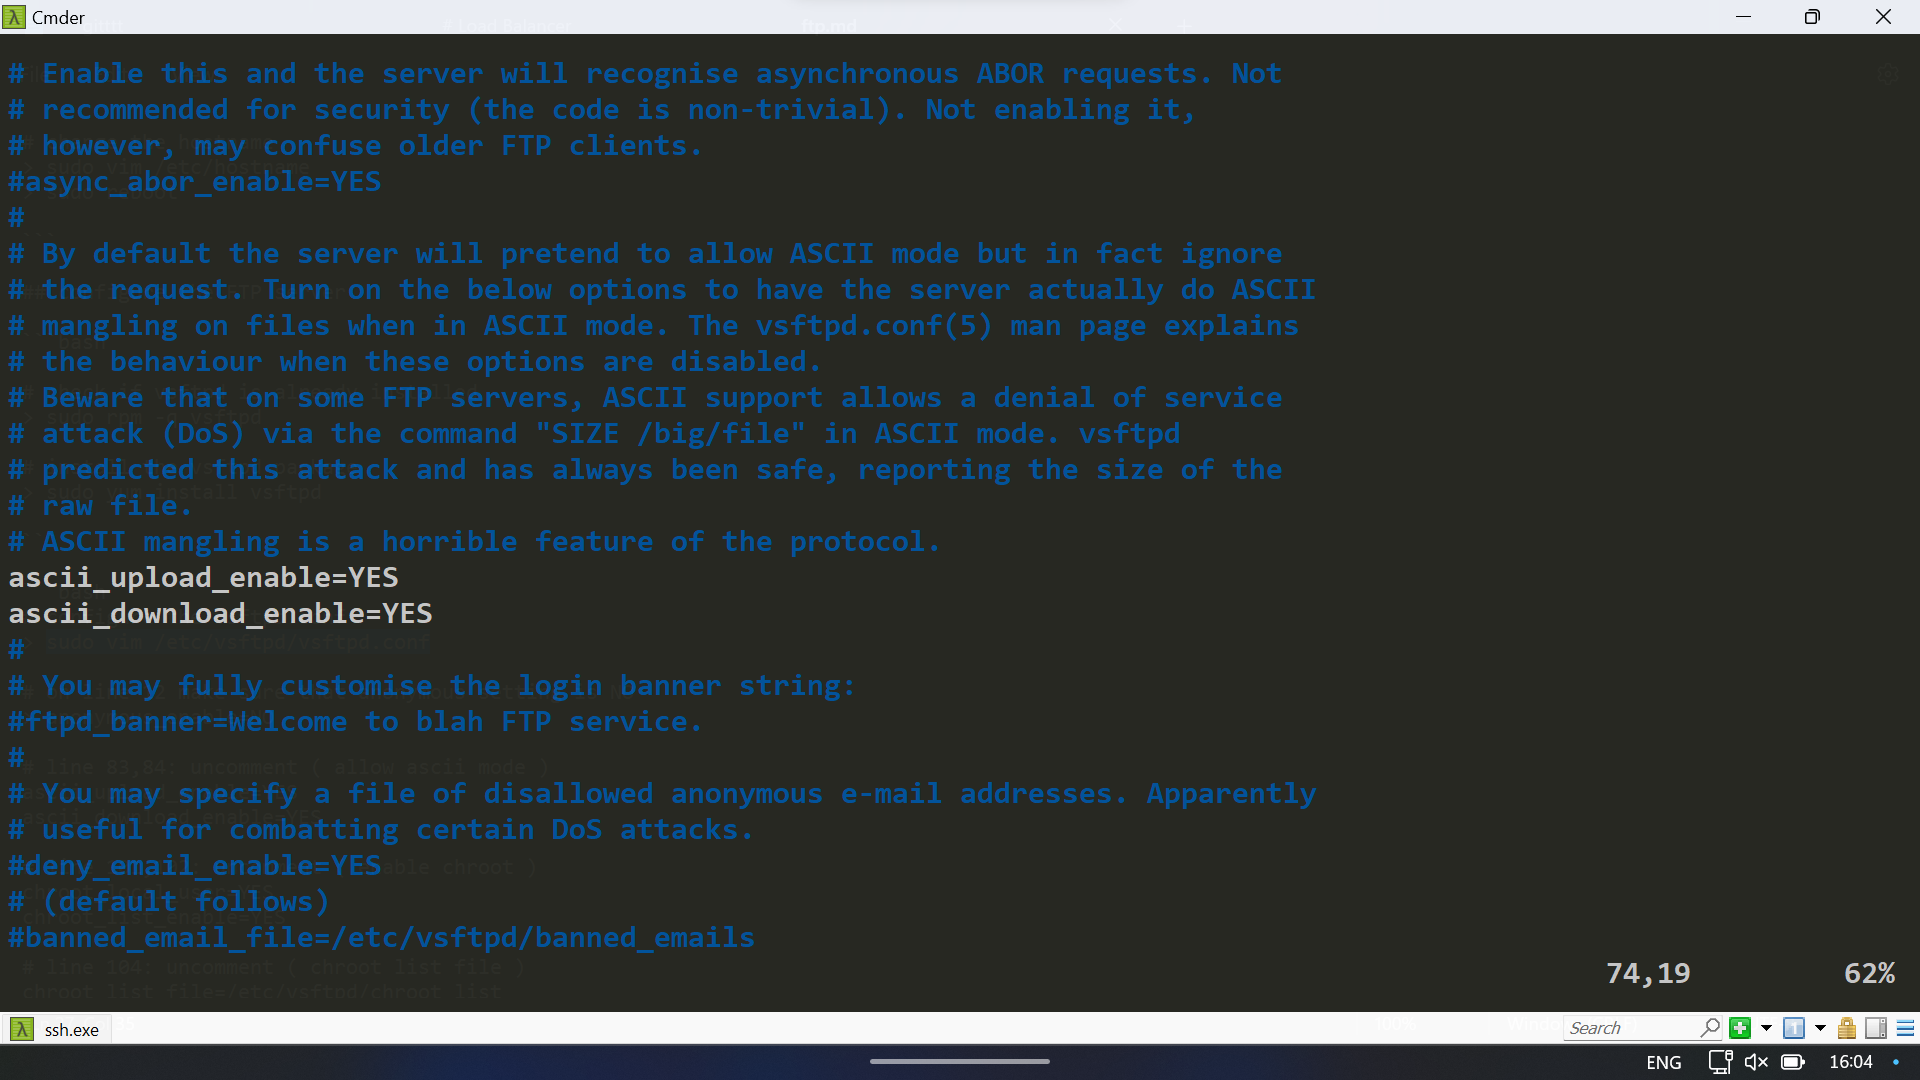 Cmder
# Enable this and the server will recognise asynchronous ABOR requests. Not
# recommended for security (the code is non-trivial). Not enabling it,
# however, may confuse older FTP clients.
#async_abor_enable=YES
#
# By default the server will pretend to allow ASCII mode but in fact ignore
# the request. Turn on the below options to have the server actually do ASCII
# mangling on files when in ASCII mode. The vsftpd.conf(5) man page explains
# the behaviour when these options are disabled.
# Beware that on some FTP servers, ASCII support allows a denial of service
# attack (DoS) via the command "SIZE /big/file" in ASCII mode. vsftpd
# predicted this attack and has always been safe, reporting the size of the
# raw file.
# ASCII mangling is a horrible feature of the protocol.
ascii_upload_enable=YES
ascii_download_enable=YES
#
# You may fully customise the login banner string:
#ftpd_banner=Welcome to blah FTP service.
#
# You may specify a file of disallowed anonymous e-mail addresses. Apparently
# useful for combatting certain DoS attacks.
#deny_email_enable=YES
# (default follows)
#banned_email_file=/etc/vsftpd/banned_emails
74,19 62%
ssh.exe
Search
ENG 16:04